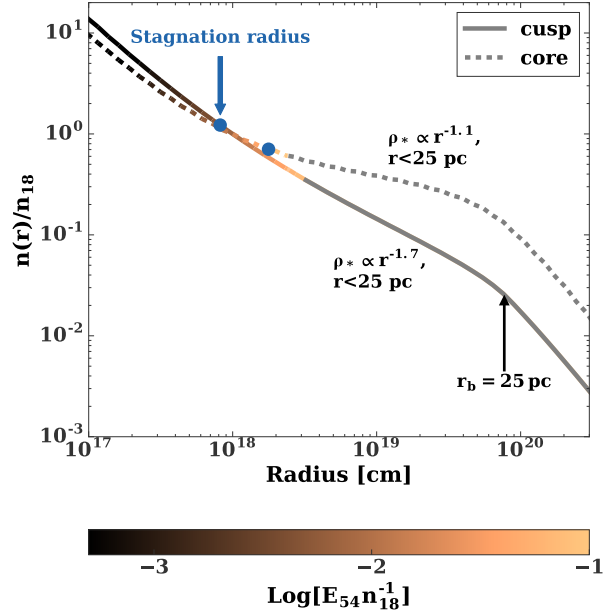 10¹
cusp
core
Stagnation radius
10⁰
ρ* ∝ r⁻¹·¹,
r<25 pc
n(r)/n₁₈
10⁻¹
ρ* ∝ r⁻¹·⁷,
r<25 pc
10⁻²
r_b = 25 pc
10⁻³
10¹⁷ 10¹⁸ 10¹⁹ 10²⁰
Radius [cm]
−3 −2 −1
Log[E₅₄n₁₈⁻¹]